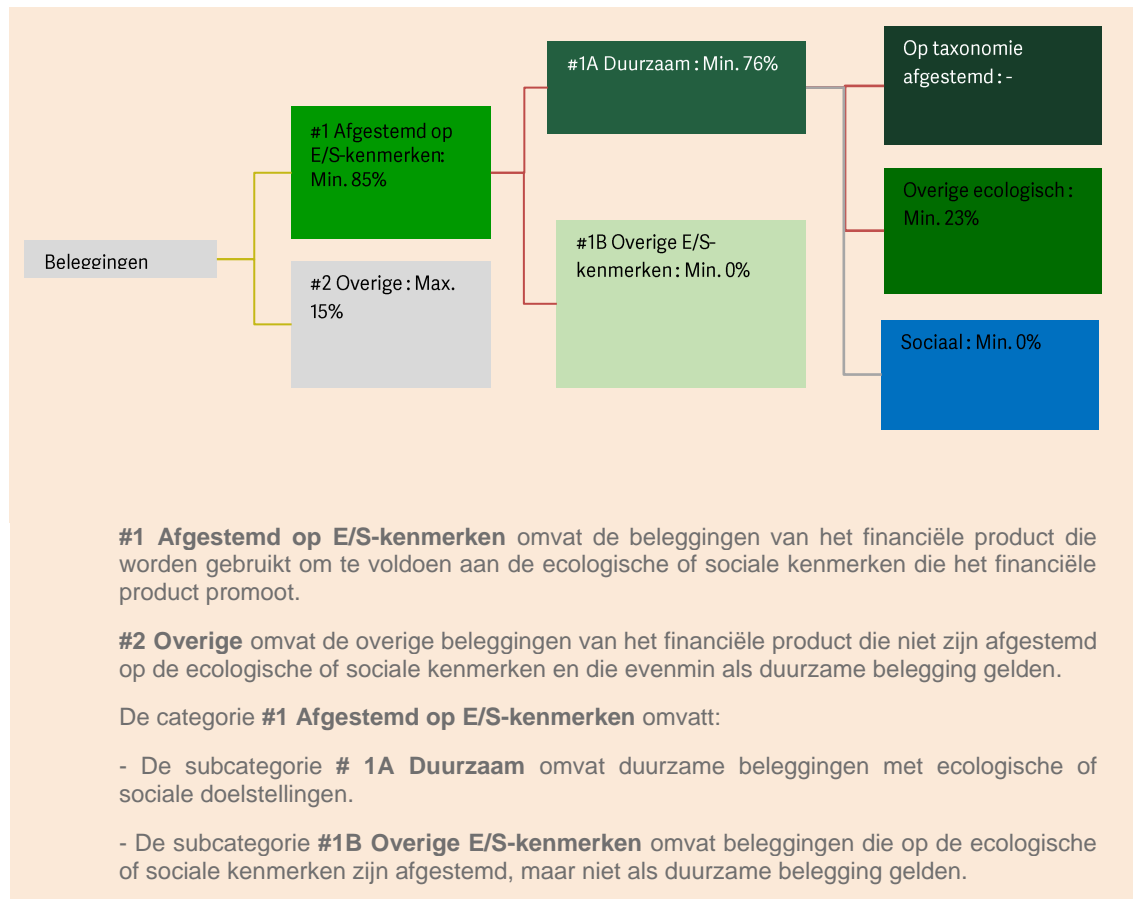 Beleggingen
#1 Afgestemd op
E/S-kenmerken:
Min. 85%
#2 Overige : Max.
15%
#1A Duurzaam : Min. 76%
#1B Overige E/S-
kenmerken : Min. 0%
Op taxonomie
afgestemd : -
Overige ecologisch :
Min. 23%
Sociaal : Min. 0%
#1 Afgestemd op E/S-kenmerken omvat de beleggingen van het financiële product die
worden gebruikt om te voldoen aan de ecologische of sociale kenmerken die het financiële
product promoot.
#2 Overige omvat de overige beleggingen van het financiële product die niet zijn afgestemd
op de ecologische of sociale kenmerken en die evenmin als duurzame belegging gelden.
De categorie #1 Afgestemd op E/S-kenmerken omvatt:
- De subcategorie # 1A Duurzaam omvat duurzame beleggingen met ecologische of
sociale doelstellingen.
- De subcategorie #1B Overige E/S-kenmerken omvat beleggingen die op de ecologische
of sociale kenmerken zijn afgestemd, maar niet als duurzame belegging gelden.